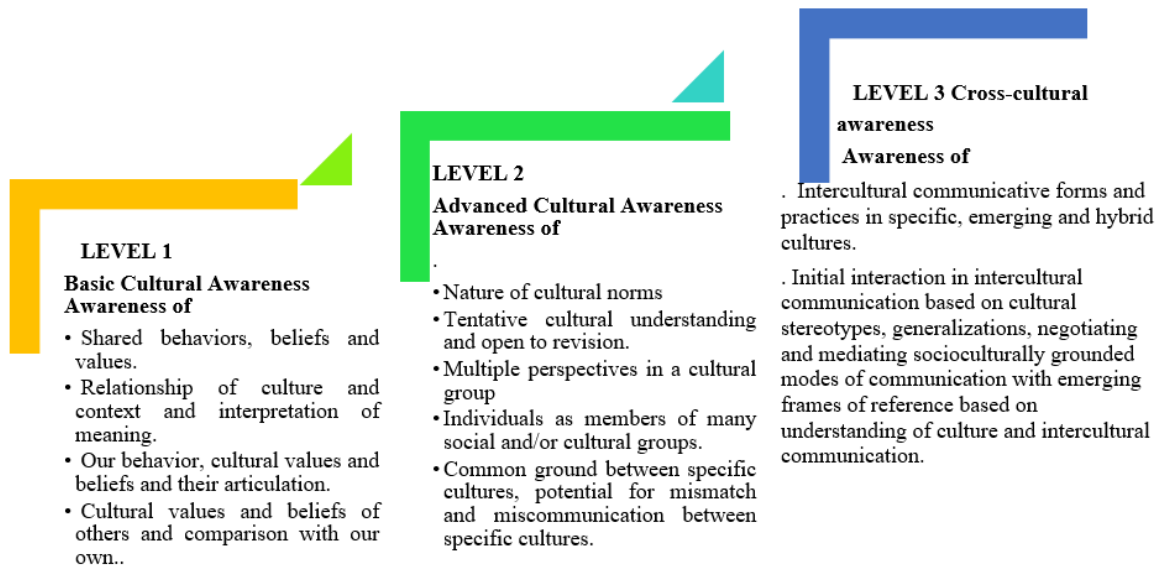 LEVEL 1
Basic Cultural Awareness
Awareness of
• Shared behaviors, beliefs and
values.
• Relationship of culture and
context and interpretation of
meaning.
• Our behavior, cultural values and
beliefs and their articulation.
• Cultural values and beliefs of
others and comparison with our
own..
LEVEL 2
Advanced Cultural Awareness
Awareness of
.
• Nature of cultural norms
• Tentative cultural understanding
and open to revision.
• Multiple perspectives in a cultural
group
• Individuals as members of many
social and/or cultural groups.
• Common ground between specific
cultures, potential for mismatch
and miscommunication between
specific cultures.
LEVEL 3 Cross-cultural
awareness
Awareness of
. Intercultural communicative forms and
practices in specific, emerging and hybrid
cultures.
. Initial interaction in intercultural
communication based on cultural
stereotypes, generalizations, negotiating
and mediating socioculturally grounded
modes of communication with emerging
frames of reference based on
understanding of culture and intercultural
communication.